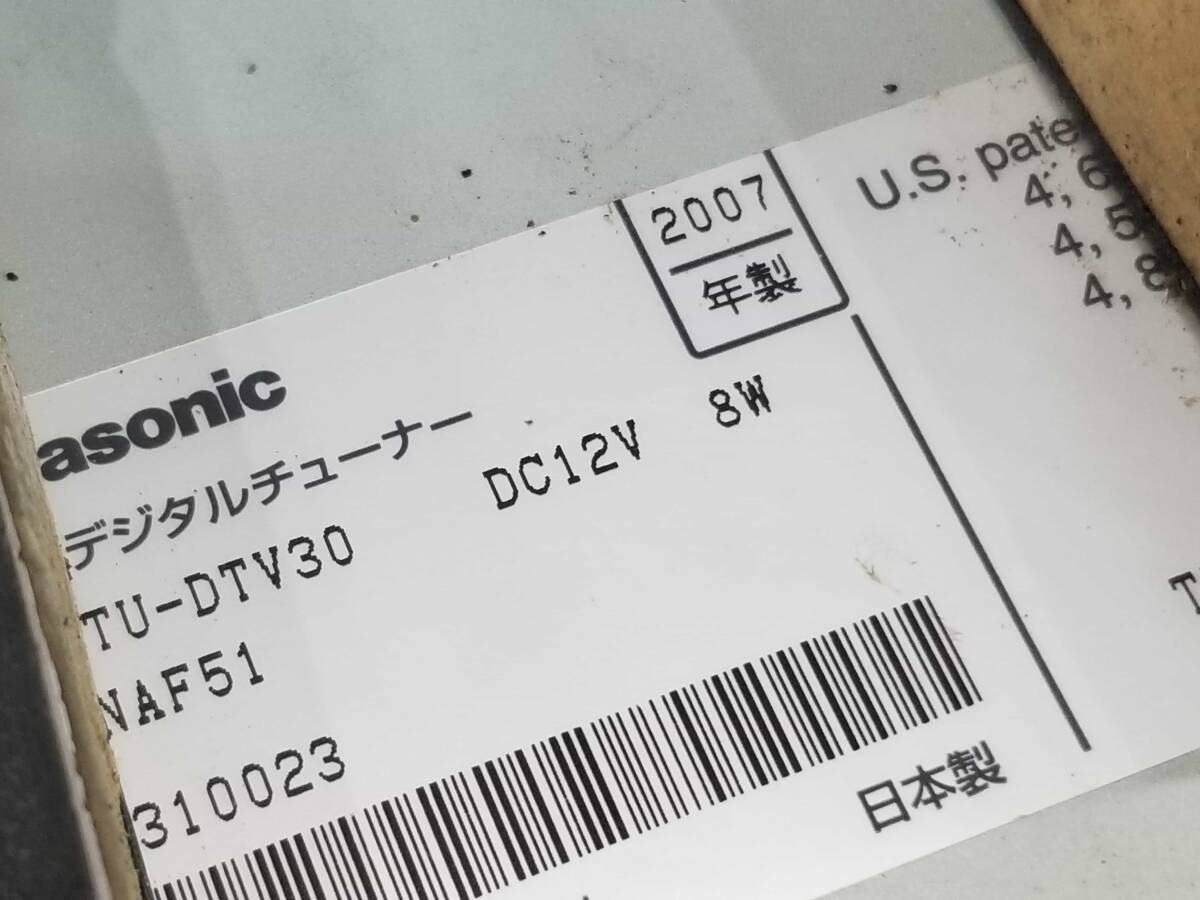 2007
年製
asonic
デジタルチューナー
DC12V 8W
TU-DTV30
NAF51
310023
日本製
U.S. pate
4, 6
4, 5
4, 8